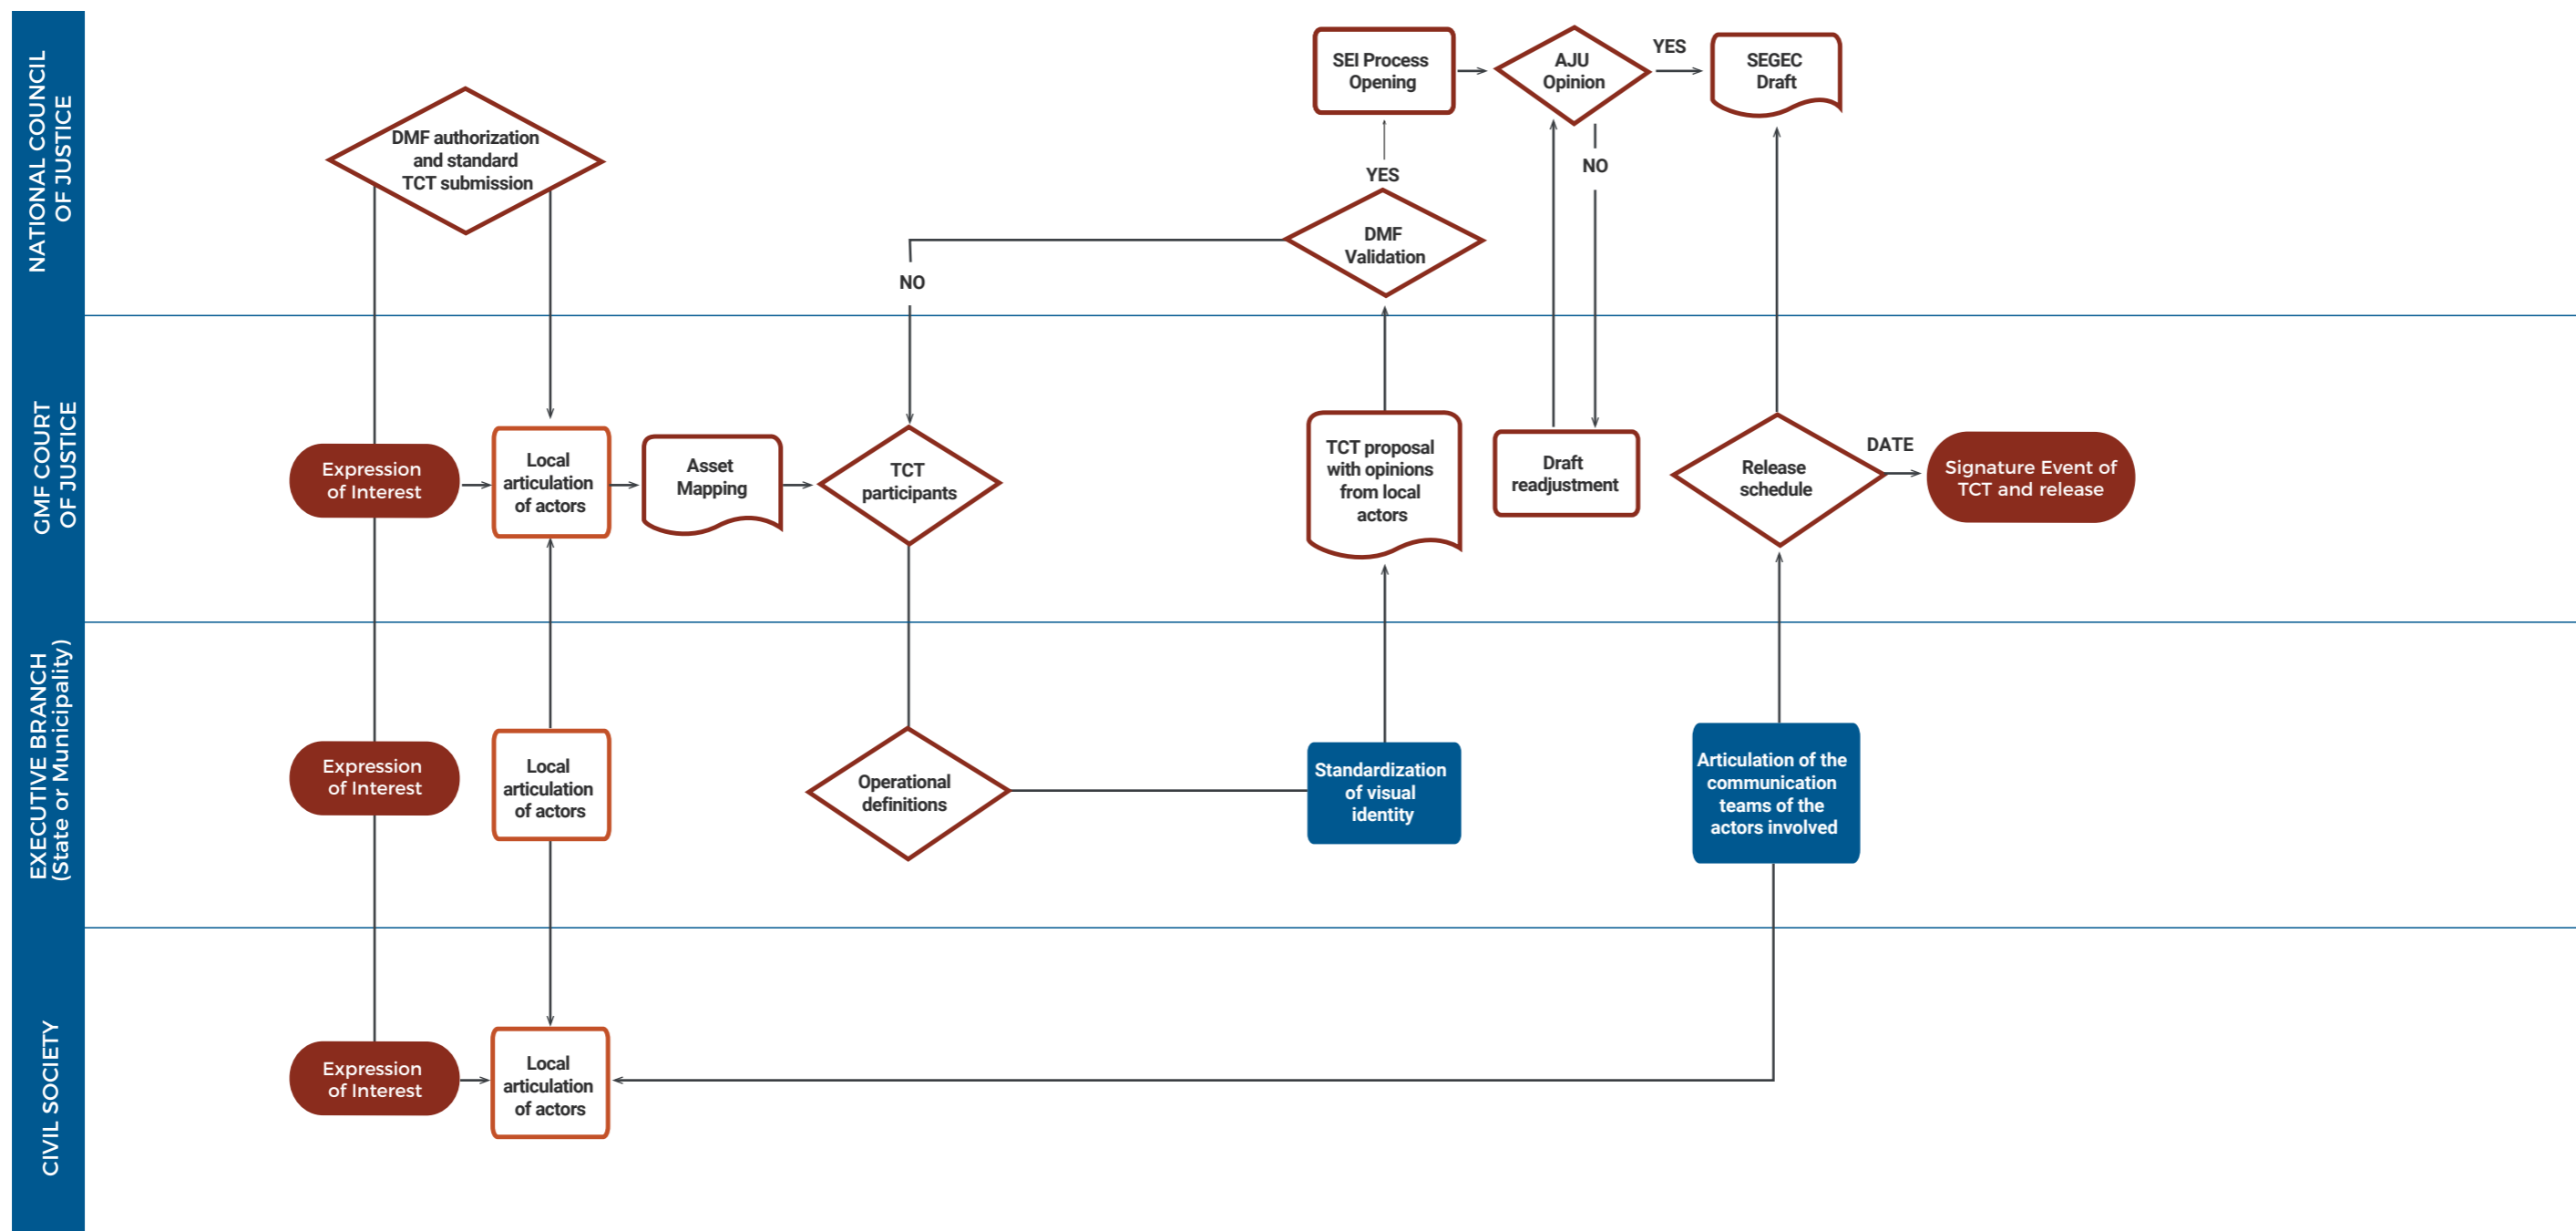 NATIONAL COUNCIL
OF JUSTICE
DMF authorization
and standard
TCT submission
SEI Process
Opening
AJU
Opinion
YES
SEGEC
Draft
NO
YES
DMF
Validation
NO
GMF COURT
OF JUSTICE
Expression
of Interest
Local
articulation
of actors
Asset
Mapping
TCT
participants
TCT proposal
with opinions
from local
actors
Draft
readjustment
Release
schedule
DATE
Signature Event of
TCT and release
EXECUTIVE BRANCH
(State or Municipality)
Expression
of Interest
Local
articulation
of actors
Operational
definitions
Standardization
of visual
identity
Articulation of the
communication
teams of the
actors involved
CIVIL SOCIETY
Expression
of Interest
Local
articulation
of actors